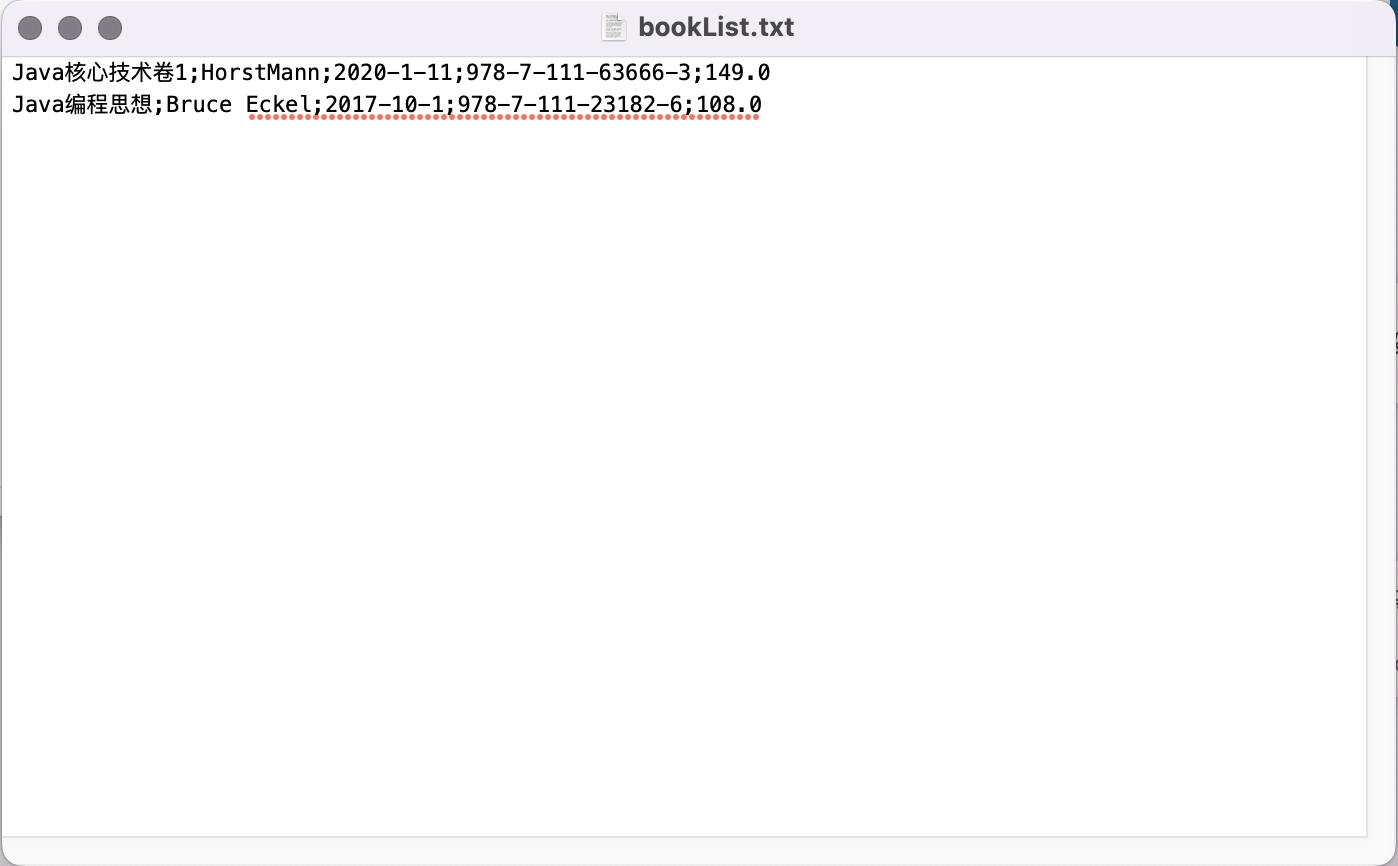 bookList.txt
Java核心技术卷1;HorstMann;2020-1-11;978-7-111-63666-3;149.0
Java编程思想;Bruce Eckel;2017-10-1;978-7-111-23182-6;108.0